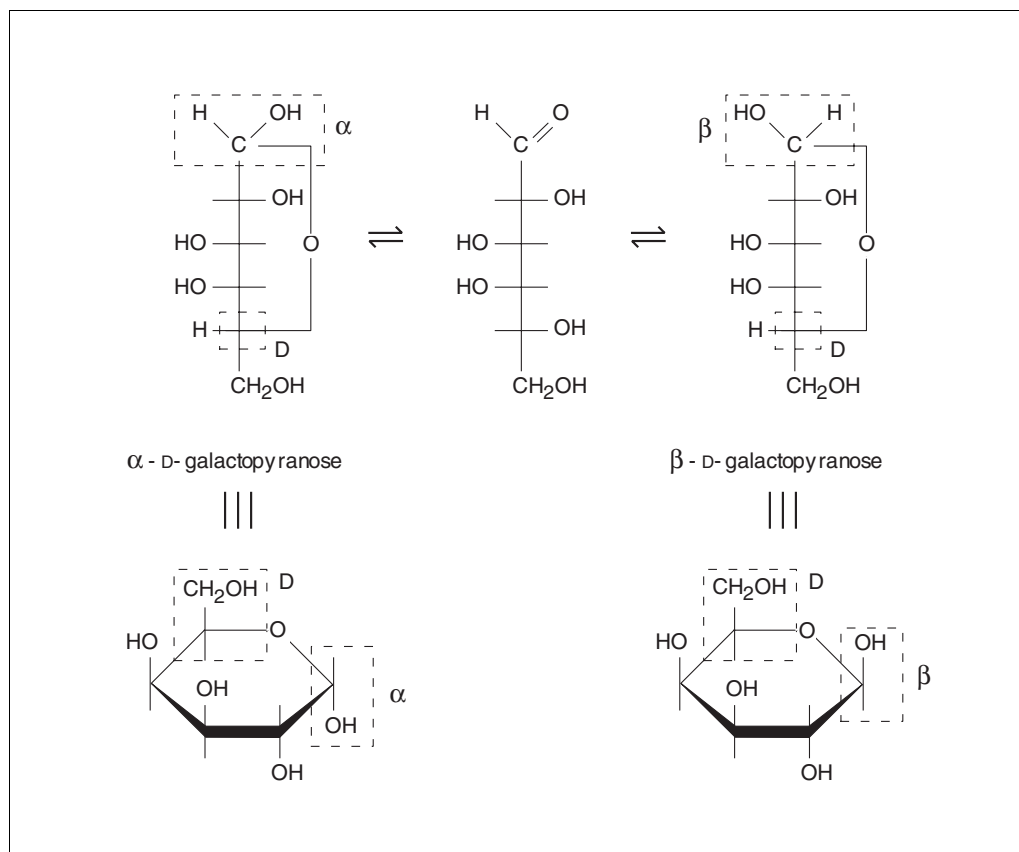 H OH α H O β HO H
C C C
OH OH OH
HO O HO HO O
HO HO HO
H D OH H D
CH₂OH CH₂OH CH₂OH
α - D- galactopyranose β - D- galactopyranose
CH₂OH D CH₂OH D
O O
HO HO OH
OH α OH β
OH
OH OH